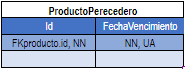 ProductoPerecedero
Id FechaVencimiento
FKproducto.id, NN NN, UA